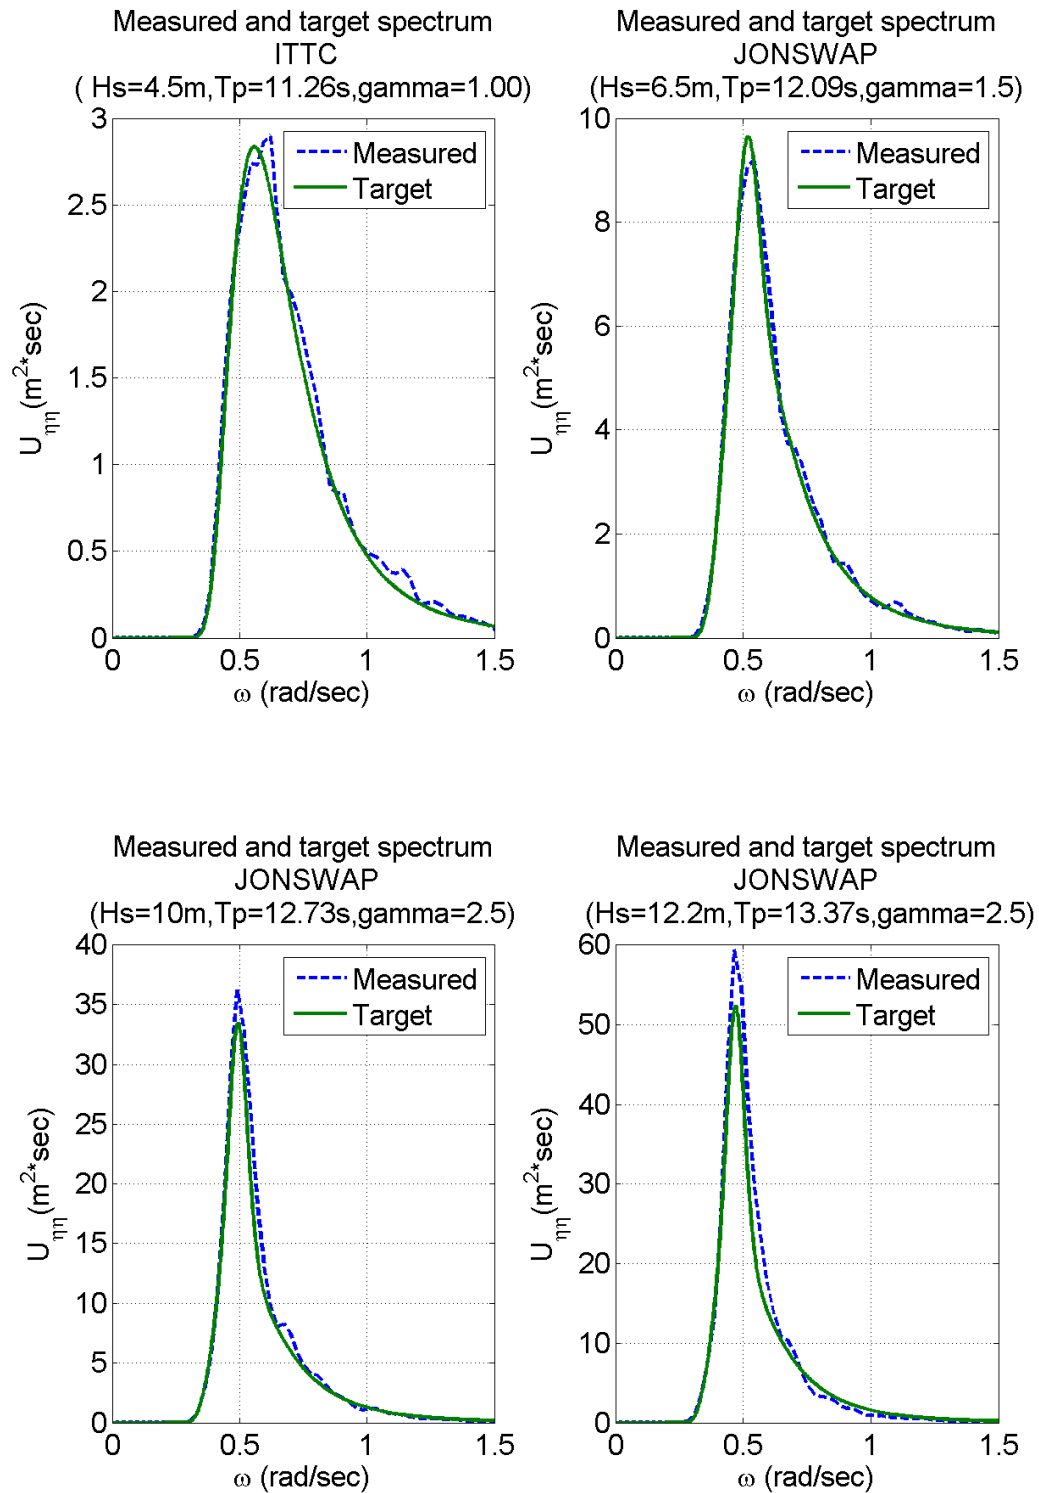 Measured and target spectrum
ITTC
( Hs=4.5m,Tp=11.26s,gamma=1.00)
3
2.5
2
1.5
1
0.5
0
0
0.5
1
1.5
Uηη(m2*sec)
ω (rad/sec)
Measured
Target
Measured and target spectrum
JONSWAP
(Hs=6.5m,Tp=12.09s,gamma=1.5)
10
8
6
4
2
0
0
0.5
1
1.5
Uηη(m2*sec)
ω (rad/sec)
Measured
Target
Measured and target spectrum
JONSWAP
(Hs=10m,Tp=12.73s,gamma=2.5)
40
35
30
25
20
15
10
5
0
0
0.5
1
1.5
Uηη(m2*sec)
ω (rad/sec)
Measured
Target
Measured and target spectrum
JONSWAP
(Hs=12.2m,Tp=13.37s,gamma=2.5)
60
50
40
30
20
10
0
0
0.5
1
1.5
Uηη(m2*sec)
ω (rad/sec)
Measured
Target